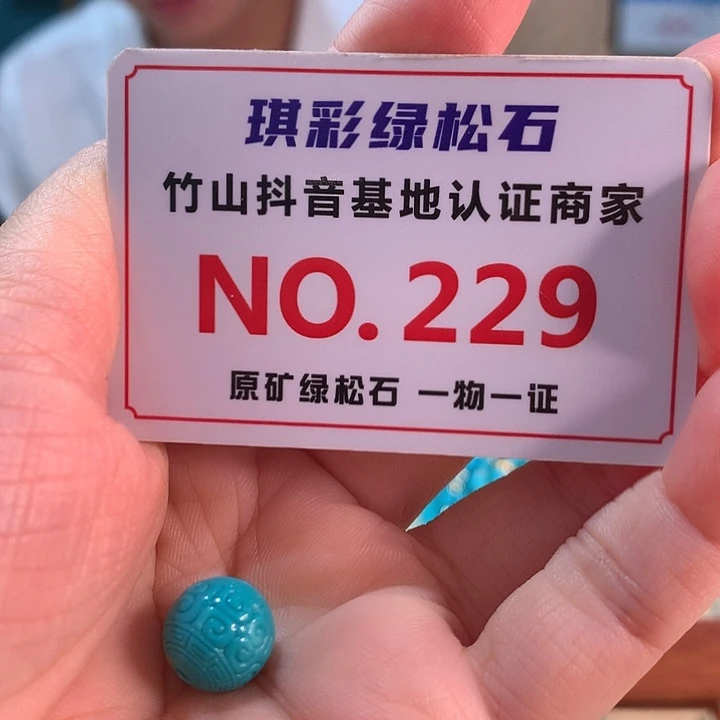 琪彩绿松石
竹山抖音基地认证商家
NO.229
原矿绿松石 一物一证